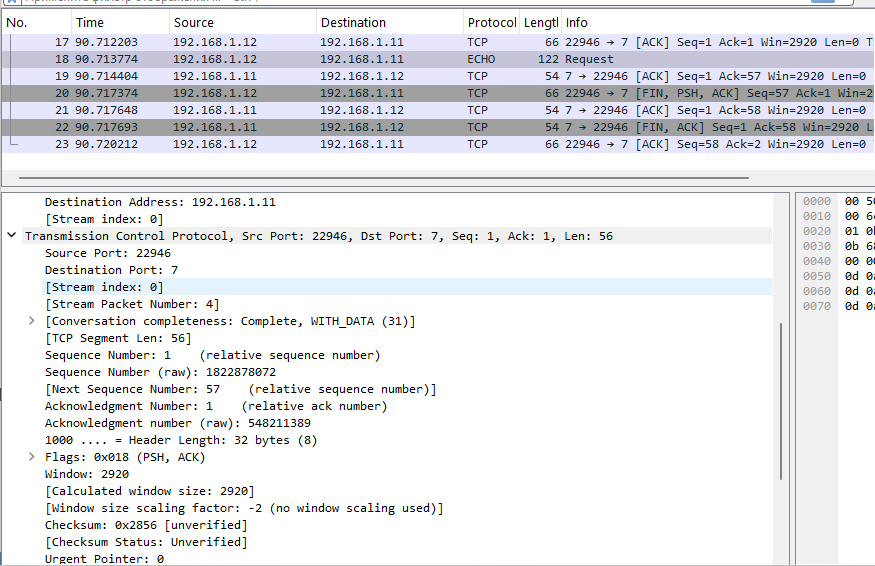 No. Time Source Destination Protocol Lengtl Info
17 90.712203 192.168.1.12 192.168.1.11 TCP 66 22946 → 7 [ACK] Seq=1 Ack=1 Win=2920 Len=0 T
18 90.713774 192.168.1.12 192.168.1.11 ECHO 122 Request
19 90.714404 192.168.1.11 192.168.1.12 TCP 54 7 → 22946 [ACK] Seq=1 Ack=57 Win=2920 Len=0
20 90.717374 192.168.1.12 192.168.1.11 TCP 66 22946 → 7 [FIN, PSH, ACK] Seq=57 Ack=1 Win=2
21 90.717648 192.168.1.11 192.168.1.12 TCP 54 7 → 22946 [ACK] Seq=1 Ack=58 Win=2920 Len=0
22 90.717693 192.168.1.11 192.168.1.12 TCP 54 7 → 22946 [FIN, ACK] Seq=1 Ack=58 Win=2920 L
23 90.720212 192.168.1.12 192.168.1.11 TCP 66 22946 → 7 [ACK] Seq=58 Ack=2 Win=2920 Len=0
Destination Address: 192.168.1.11
[Stream index: 0]
Transmission Control Protocol, Src Port: 22946, Dst Port: 7, Seq: 1, Ack: 1, Len: 56
Source Port: 22946
Destination Port: 7
[Stream index: 0]
[Stream Packet Number: 4]
[Conversation completeness: Complete, WITH_DATA (31)]
[TCP Segment Len: 56]
Sequence Number: 1 (relative sequence number)
Sequence Number (raw): 1822878072
[Next Sequence Number: 57 (relative sequence number)]
Acknowledgment Number: 1 (relative ack number)
Acknowledgment number (raw): 548211389
1000 .... = Header Length: 32 bytes (8)
Flags: 0x018 (PSH, ACK)
Window: 2920
[Calculated window size: 2920]
[Window size scaling factor: -2 (no window scaling used)]
Checksum: 0x2856 [unverified]
[Checksum Status: Unverified]
Urgent Pointer: 0
0000 00
0010 00
0020 01
0030 0b
0040 00
0050 0d
0060 0d
0070 0d